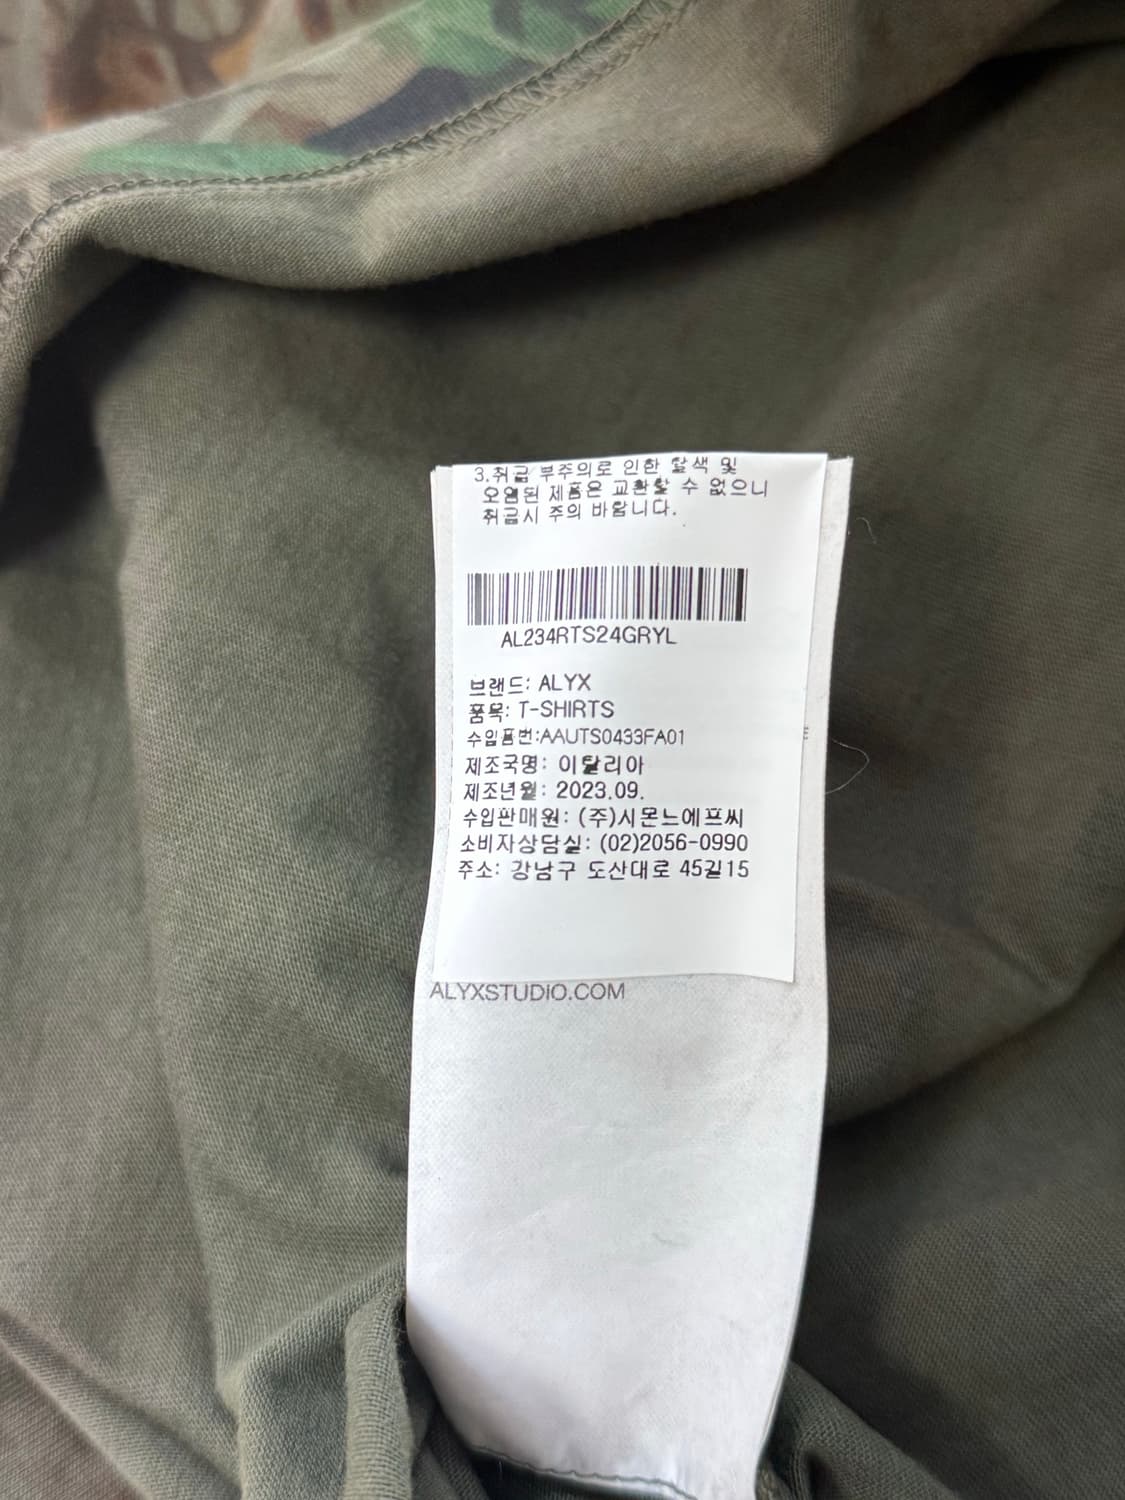 3.취급 부주의로 인한 탈색 및
오염된 제품은 교환할 수 없으니
취급시 주의 바랍니다.
AL234RTS24GRYL
브랜드: ALYX
품목: T-SHIRTS
수입품번:AAUTS0433FA01
제조국명: 이탈리아
제조년월: 2023.09.
수입판매원: (주)시몬느에프씨
소비자상담실: (02)2056-0990
주소: 강남구 도산대로 45길15
ALYXSTUDIO.COM